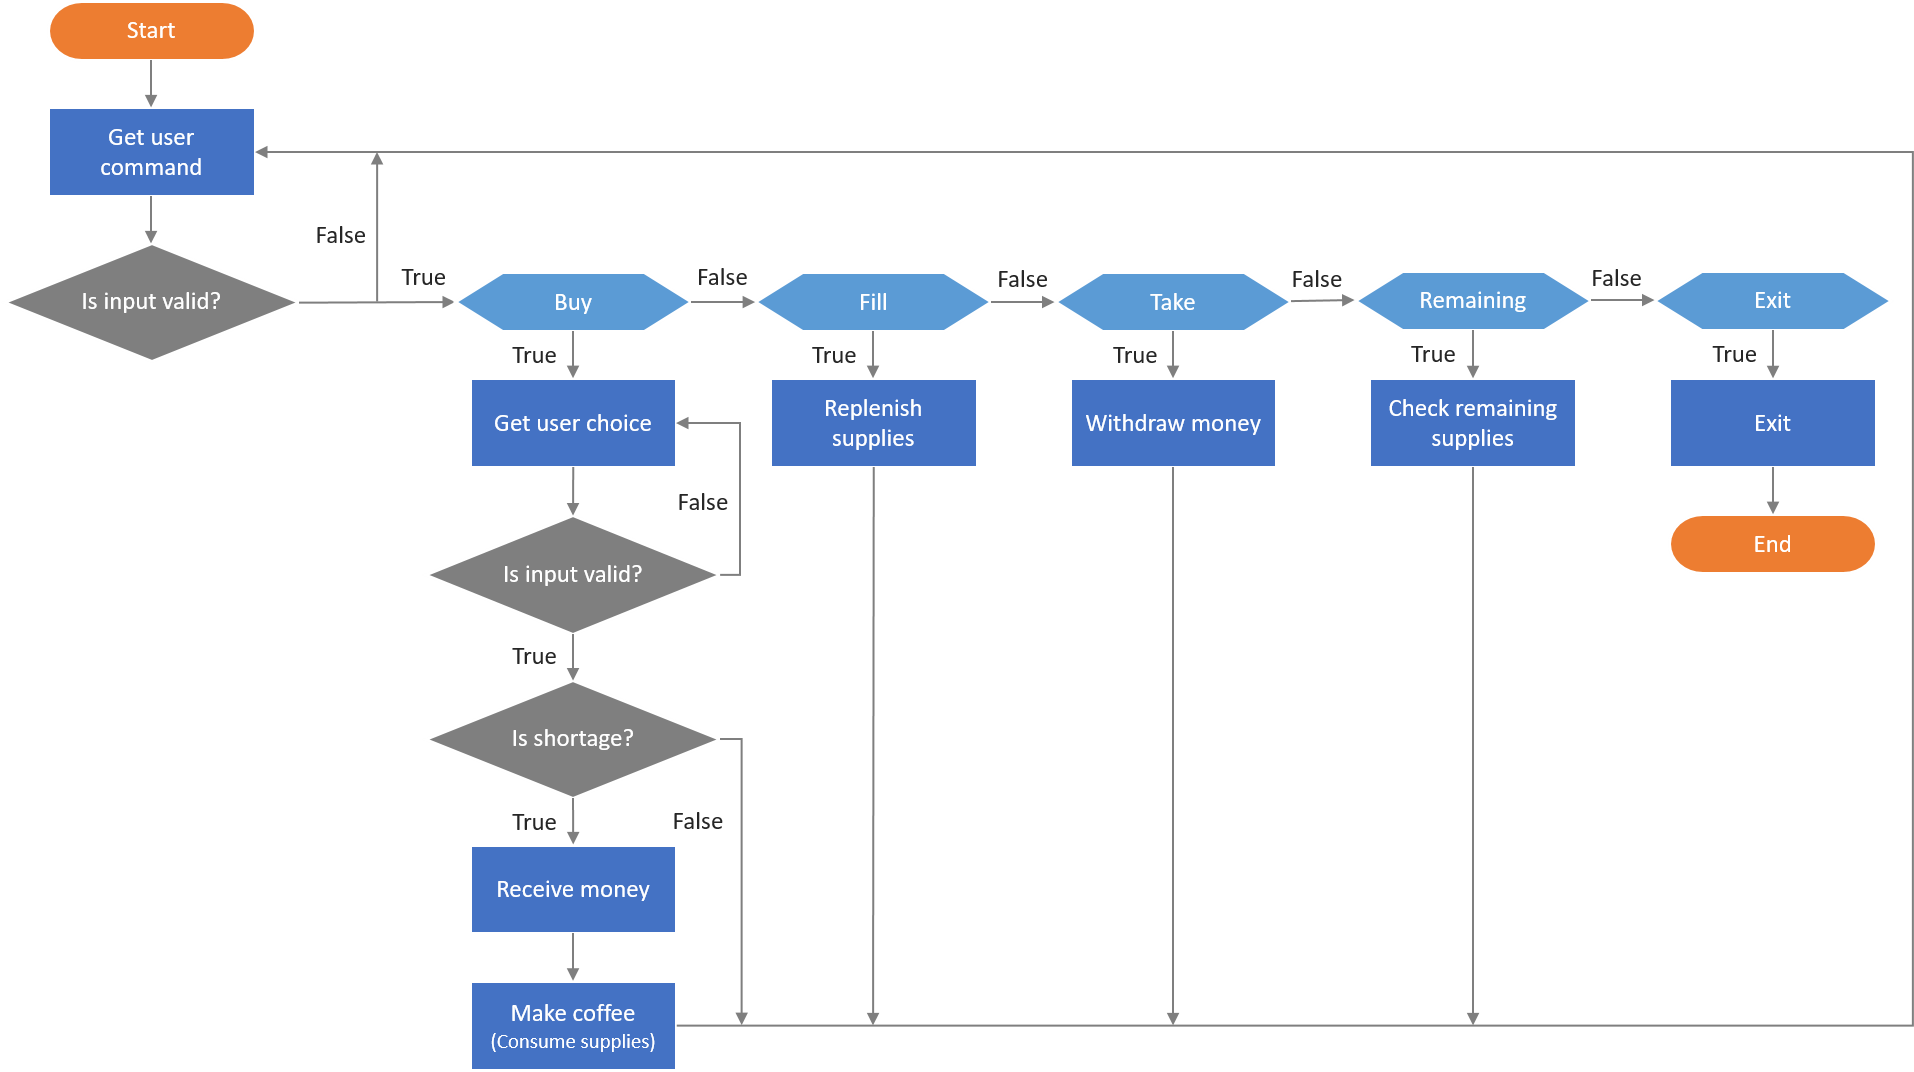 Start
Get user
command
False
True
Is input valid?
Buy
False
Fill
False
Take
False
Remaining
False
Exit
True
True
True
True
True
Get user choice
Replenish
supplies
Withdraw money
Check remaining
supplies
Exit
False
End
Is input valid?
True
Is shortage?
True
False
Receive money
Make coffee
(Consume supplies)